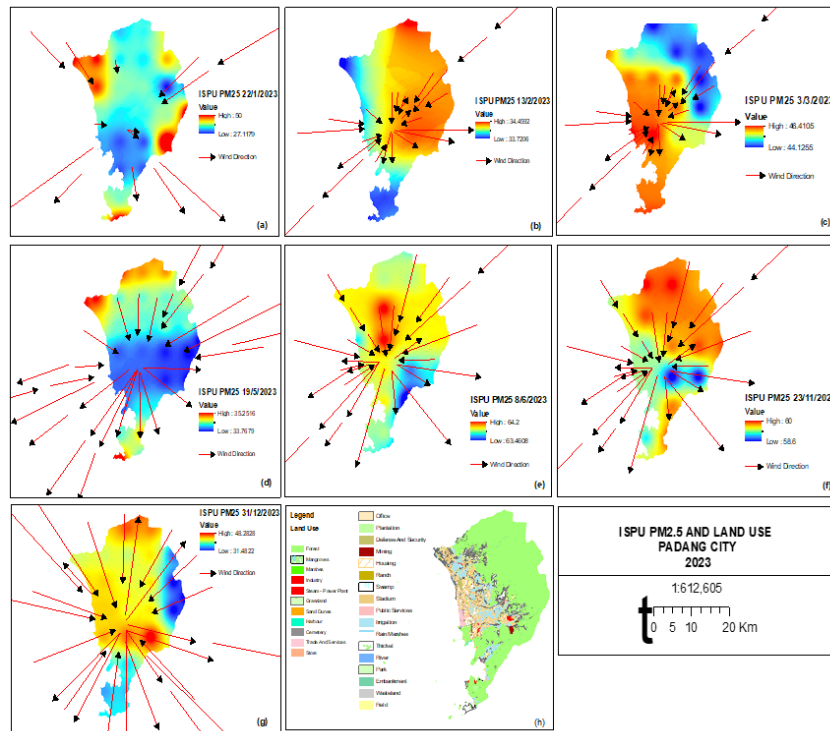 ISPU PM25 22/1/2023
Value
High : 50
Low : 27.1179
Wind Direction
(a)
ISPU PM25 13/2/2023
Value
High : 34.4592
Low : 33.7206
Wind Direction
(b)
ISPU PM25 3/3/2023
Value
High : 46.4105
Low : 44.1255
Wind Direction
(c)
ISPU PM25 19/5/2023
Value
High : 35.2516
Low : 33.7679
Wind Direction
(d)
ISPU PM25 8/6/2023
Value
High : 64.2
Low : 63.4608
Wind Direction
(e)
ISPU PM25 23/11/202
Value
High : 60
Low : 58.6
Wind Direction
(f)
ISPU PM25 31/12/2023
Value
High : 48.2828
Low : 31.4822
Wind Direction
(g)
Legend
Land Use
Forest
Mangroves
Marshes
Industry
Steam - Power Plant
Grassland
Sand Dunes
Harbour
Cemetery
Trade And Services
Office
Plantation
Defense And Security
Mining
Housing
Ranch
Swamp
Stadium
Public Services
Irrigation
Rain Marshes
Thicket
River
Park
Embankment
Wasteland
Field
(h)
ISPU PM2.5 AND LAND USE
PADANG CITY
2023
1:612,605
0 5 10 20 Km